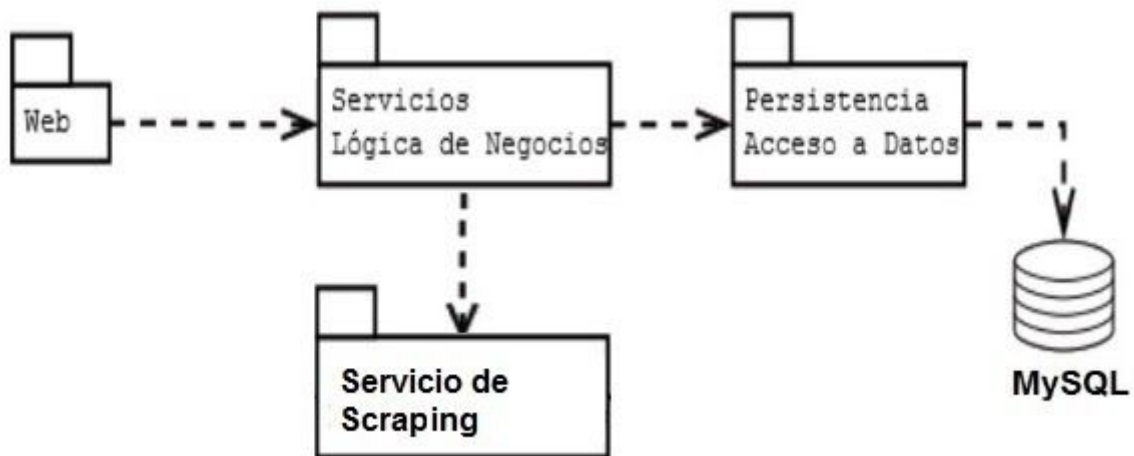 Web
Servicios
Lógica de Negocios
Persistencia
Acceso a Datos
Servicio de
Scraping
MySQL